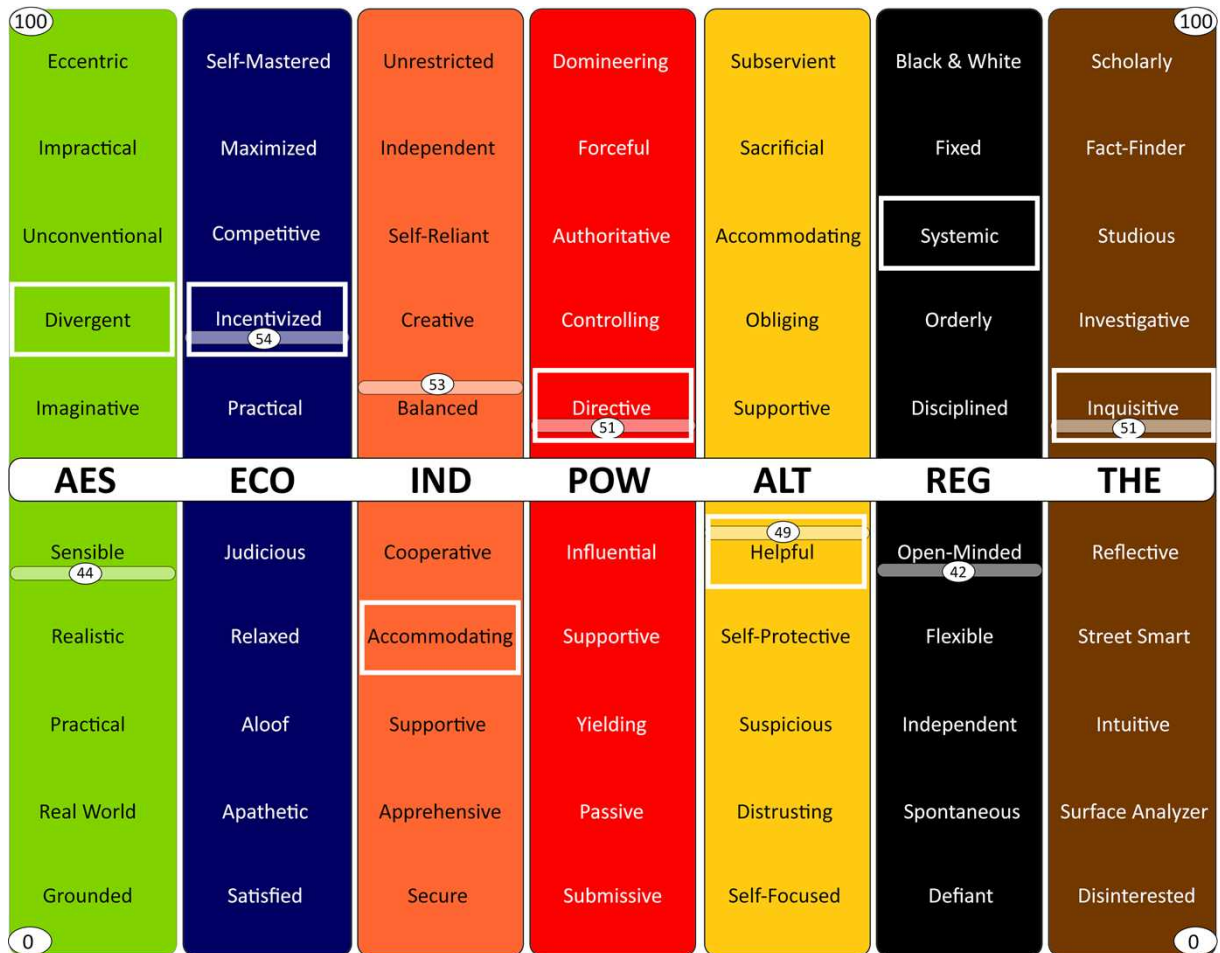 100 100
Eccentric Self-Mastered Unrestricted Domineering Subservient Black & White Scholarly
Impractical Maximized Independent Forceful Sacrificial Fixed Fact-Finder
Unconventional Competitive Self-Reliant Authoritative Accommodating Systemic Studious
Divergent Incentivized Creative Controlling Obliging Orderly Investigative
54
53
Imaginative Practical Balanced Directive Supportive Disciplined Inquisitive
51 51
AES ECO IND POW ALT REG THE
49
Sensible Judicious Cooperative Influential Helpful Open-Minded Reflective
44 42
Realistic Relaxed Accommodating Supportive Self-Protective Flexible Street Smart
Practical Aloof Supportive Yielding Suspicious Independent Intuitive
Real World Apathetic Apprehensive Passive Distrusting Spontaneous Surface Analyzer
Grounded Satisfied Secure Submissive Self-Focused Defiant Disinterested
0 0